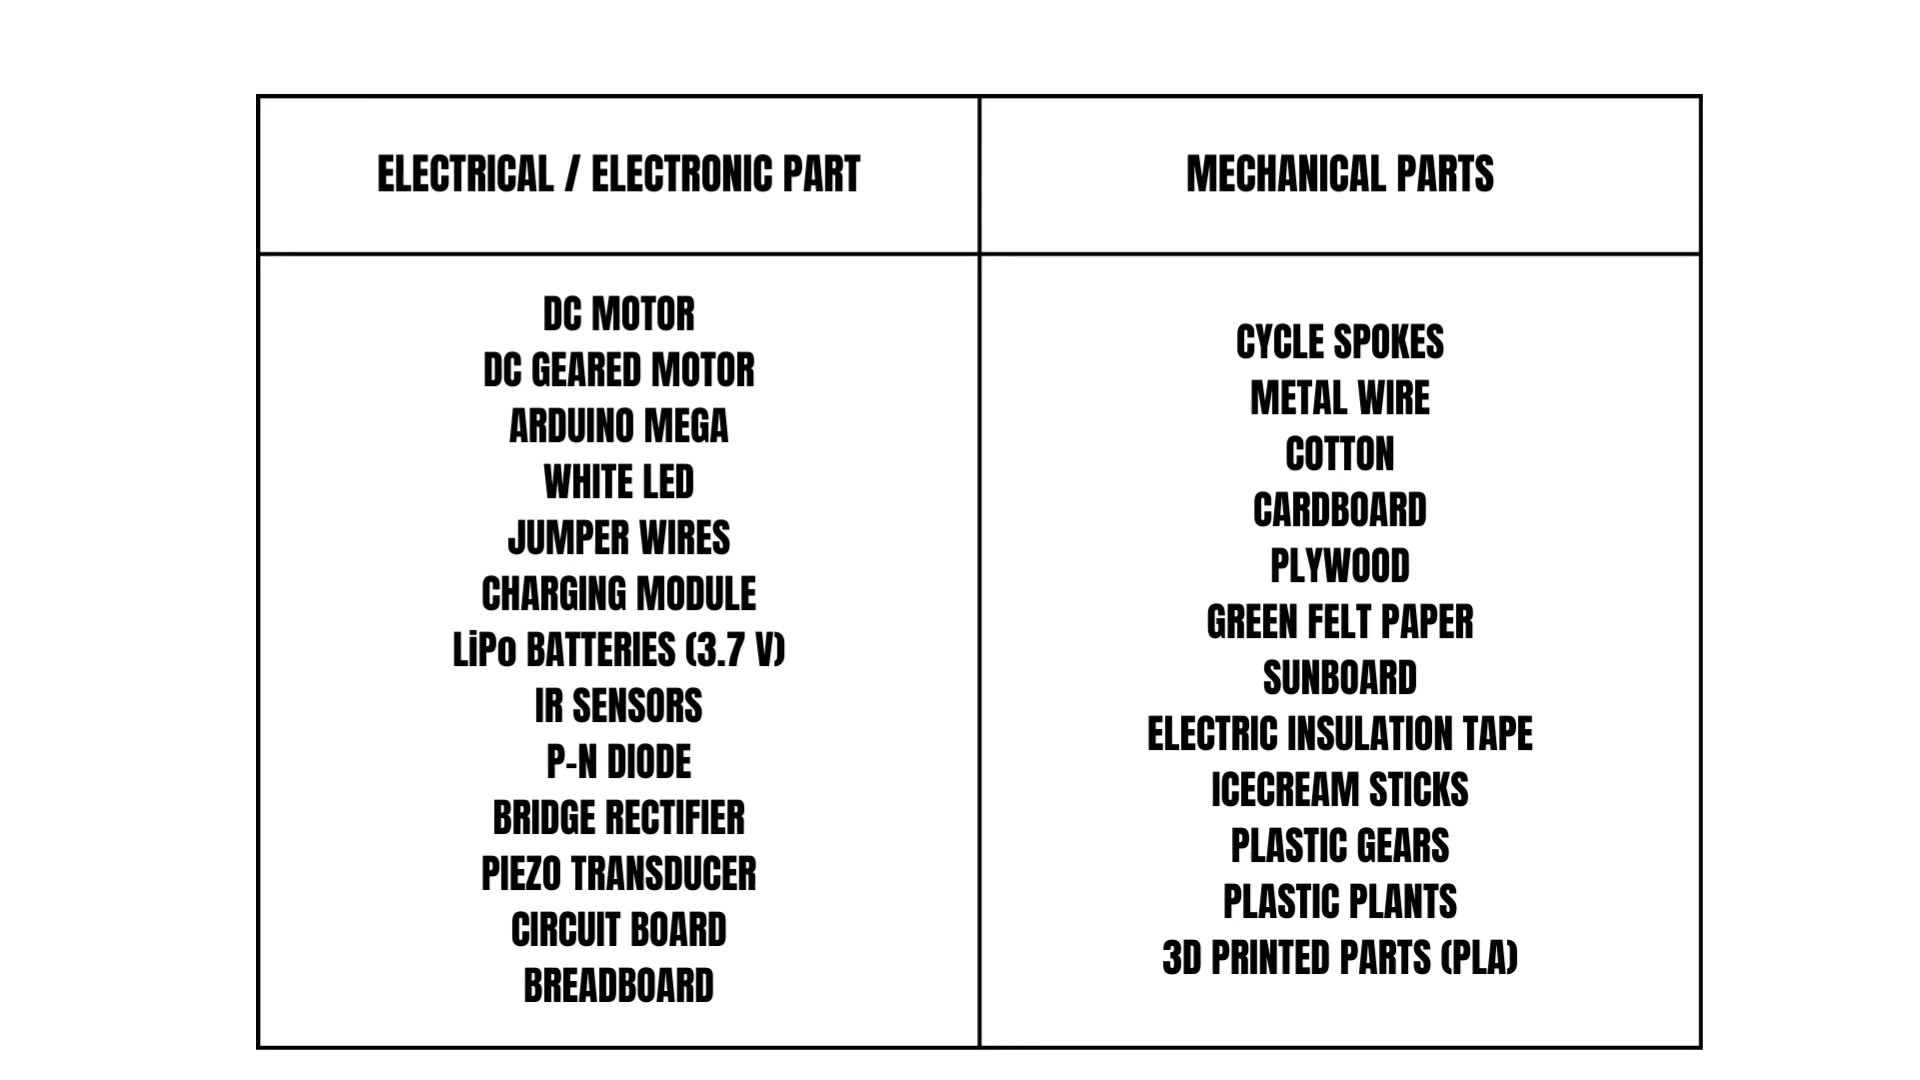 ELECTRICAL / ELECTRONIC PART
DC MOTOR
DC GEARED MOTOR
ARDUINO MEGA
WHITE LED
JUMPER WIRES
CHARGING MODULE
LiPo BATTERIES (3.7 V)
IR SENSORS
P-N DIODE
BRIDGE RECTIFIER
PIEZO TRANSDUCER
CIRCUIT BOARD
BREADBOARD
MECHANICAL PARTS
CYCLE SPOKES
METAL WIRE
COTTON
CARDBOARD
PLYWOOD
GREEN FELT PAPER
SUNBOARD
ELECTRIC INSULATION TAPE
ICECREAM STICKS
PLASTIC GEARS
PLASTIC PLANTS
3D PRINTED PARTS (PLA)